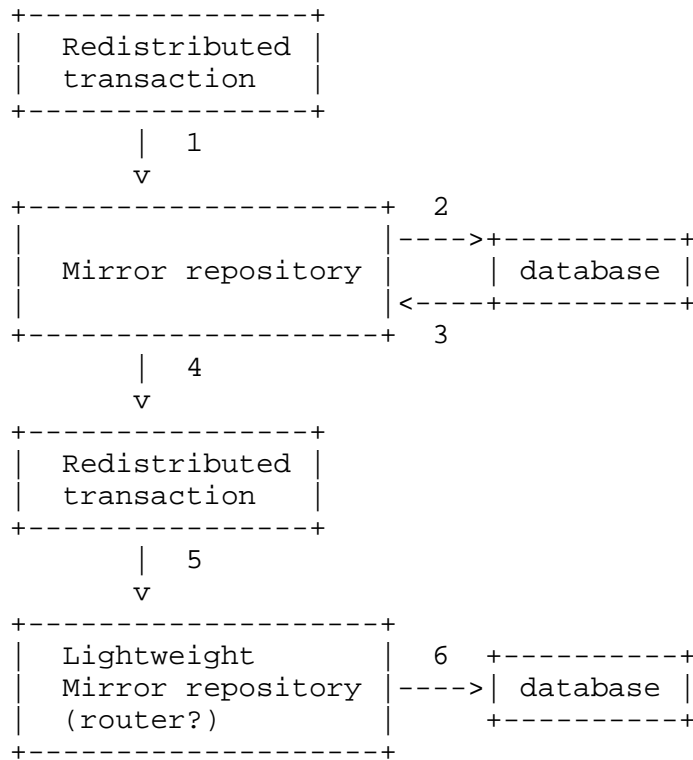 Redistributed
transaction
1
v
2
Mirror repository
database
3
4
v
Redistributed
transaction
5
v
Lightweight
6
Mirror repository
database
(router?)